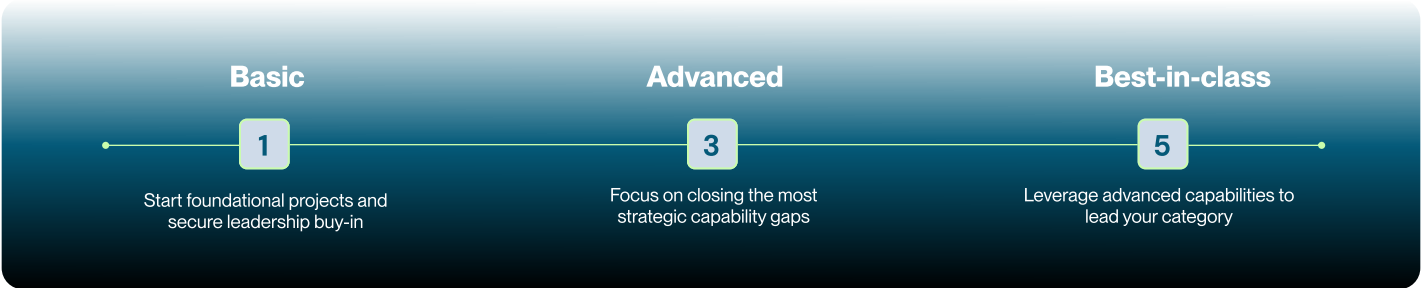 Basic
Advanced
Best-in-class
1
3
5
Start foundational projects and
secure leadership buy-in
Focus on closing the most
strategic capability gaps
Leverage advanced capabilities to
lead your category